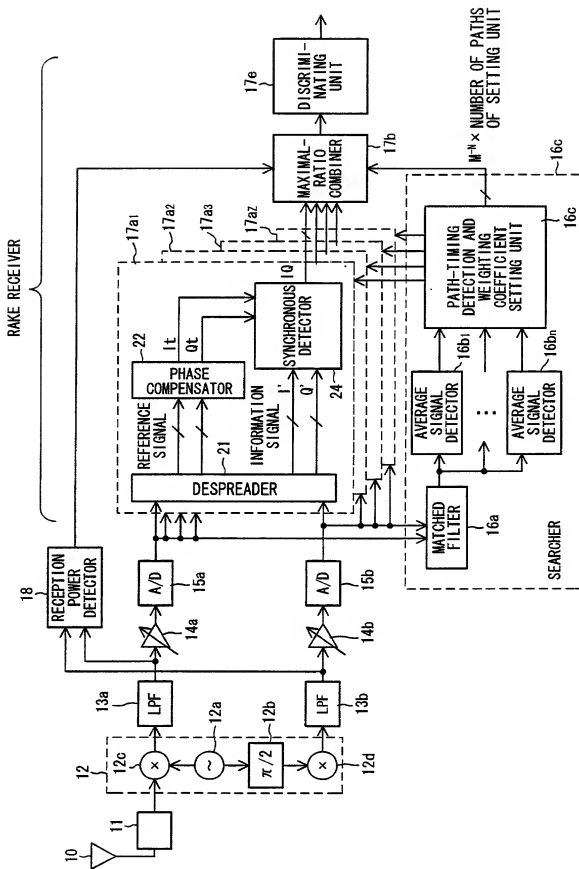 RAKE RECEIVER
10
11
12
12c
×
12a
~
12b
π/2
12d
×
13a
LPF
13b
LPF
18
RECEPTION
POWER
DETECTOR
14a
14b
15a
A/D
15b
A/D
17a1
17a2
17a3
17az
21
DESPREADER
REFERENCE
SIGNAL
INFORMATION
SIGNAL
22
PHASE
COMPENSATOR
It
Qt
I'
Q'
24
SYNCHRONOUS
DETECTOR
IQ
17b
MAXIMAL-
RATIO
COMBINER
17e
DISCRIMI-
NATING
UNIT
SEARCHER
16a
MATCHED
FILTER
16b1
AVERAGE
SIGNAL
DETECTOR
...
16bn
AVERAGE
SIGNAL
DETECTOR
16c
PATH-TIMING
DETECTION AND
WEIGHTING
COEFFICIENT
SETTING UNIT
16c
M-N × NUMBER OF PATHS
OF SETTING UNIT